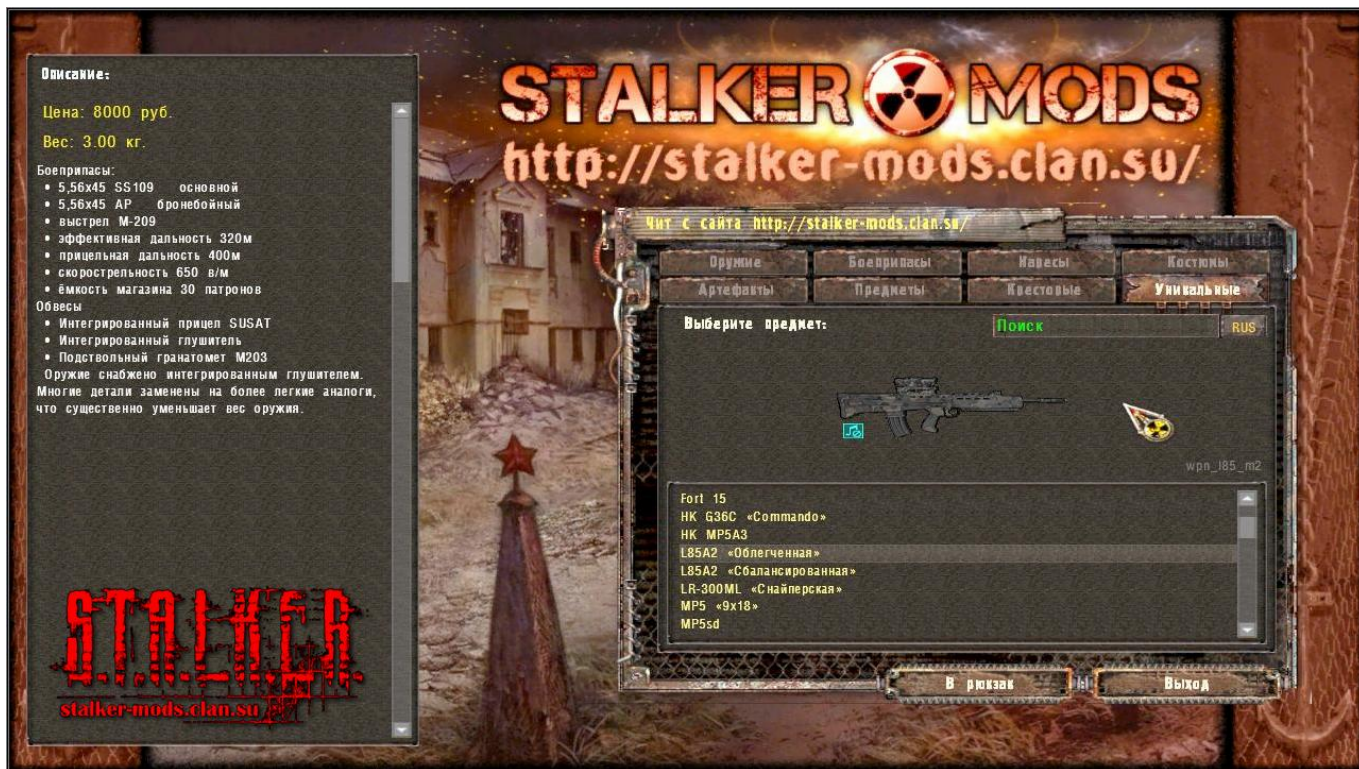 Описание:
Цена: 8000 руб.
Вес: 3.00 кг.
Боеприпасы:
• 5,56x45 SS109 основной
• 5,56x45 AP бронебойный
• выстрел М-209
• эффективная дальность 320м
• прицельная дальность 400м
• скорострельность 650 в/м
• ёмкость магазина 30 патронов
Обвесы
• Интегрированный прицел SUSAT
• Интегрированный глушитель
• Подствольный гранатомет M203
Оружие снабжено интегрированным глушителем.
Многие детали заменены на более легкие аналоги,
что существенно уменьшает вес оружия.
S.T.A.L.K.E.R
stalker-mods.clan.su
STALKER MODS
http://stalker-mods.clan.su/
Чит с сайта http://stalker-mods.clan.su/
Оружие Боеприпасы Навесы Костюмы
Артефакты Предметы Квестовые Уникальные
Выберите предмет: Поиск RUS
wpn_l85_m2
Fort 15
HK G36C «Commando»
HK MP5A3
L85A2 «Облегченная»
L85A2 «Сбалансированная»
LR-300ML «Снайперская»
MP5 «9x18»
MP5sd
В рюкзак Выход